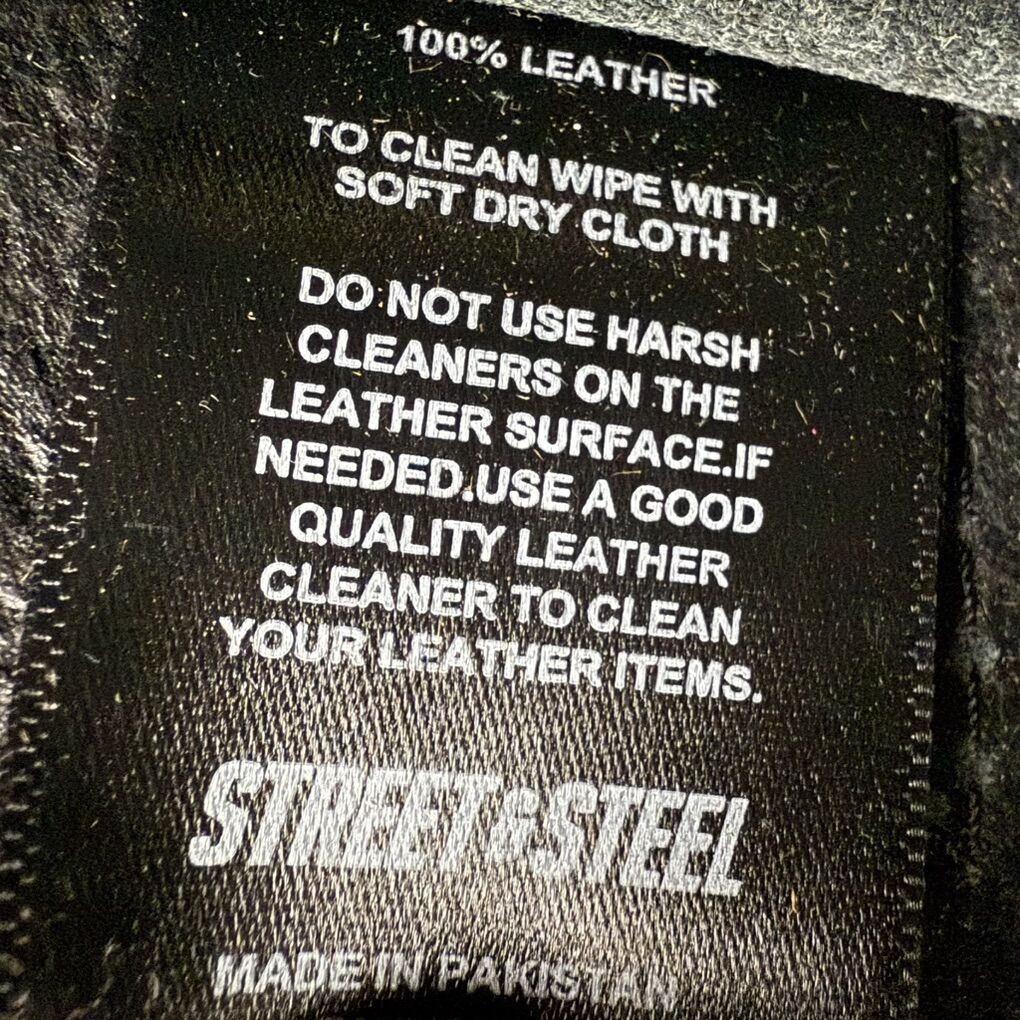 100% LEATHER
TO CLEAN WIPE WITH
SOFT DRY CLOTH
DO NOT USE HARSH
CLEANERS ON THE
LEATHER SURFACE.IF
NEEDED.USE A GOOD
QUALITY LEATHER
CLEANER TO CLEAN
YOUR LEATHER ITEMS.
STREET&STEEL
MADE IN PAKISTAN